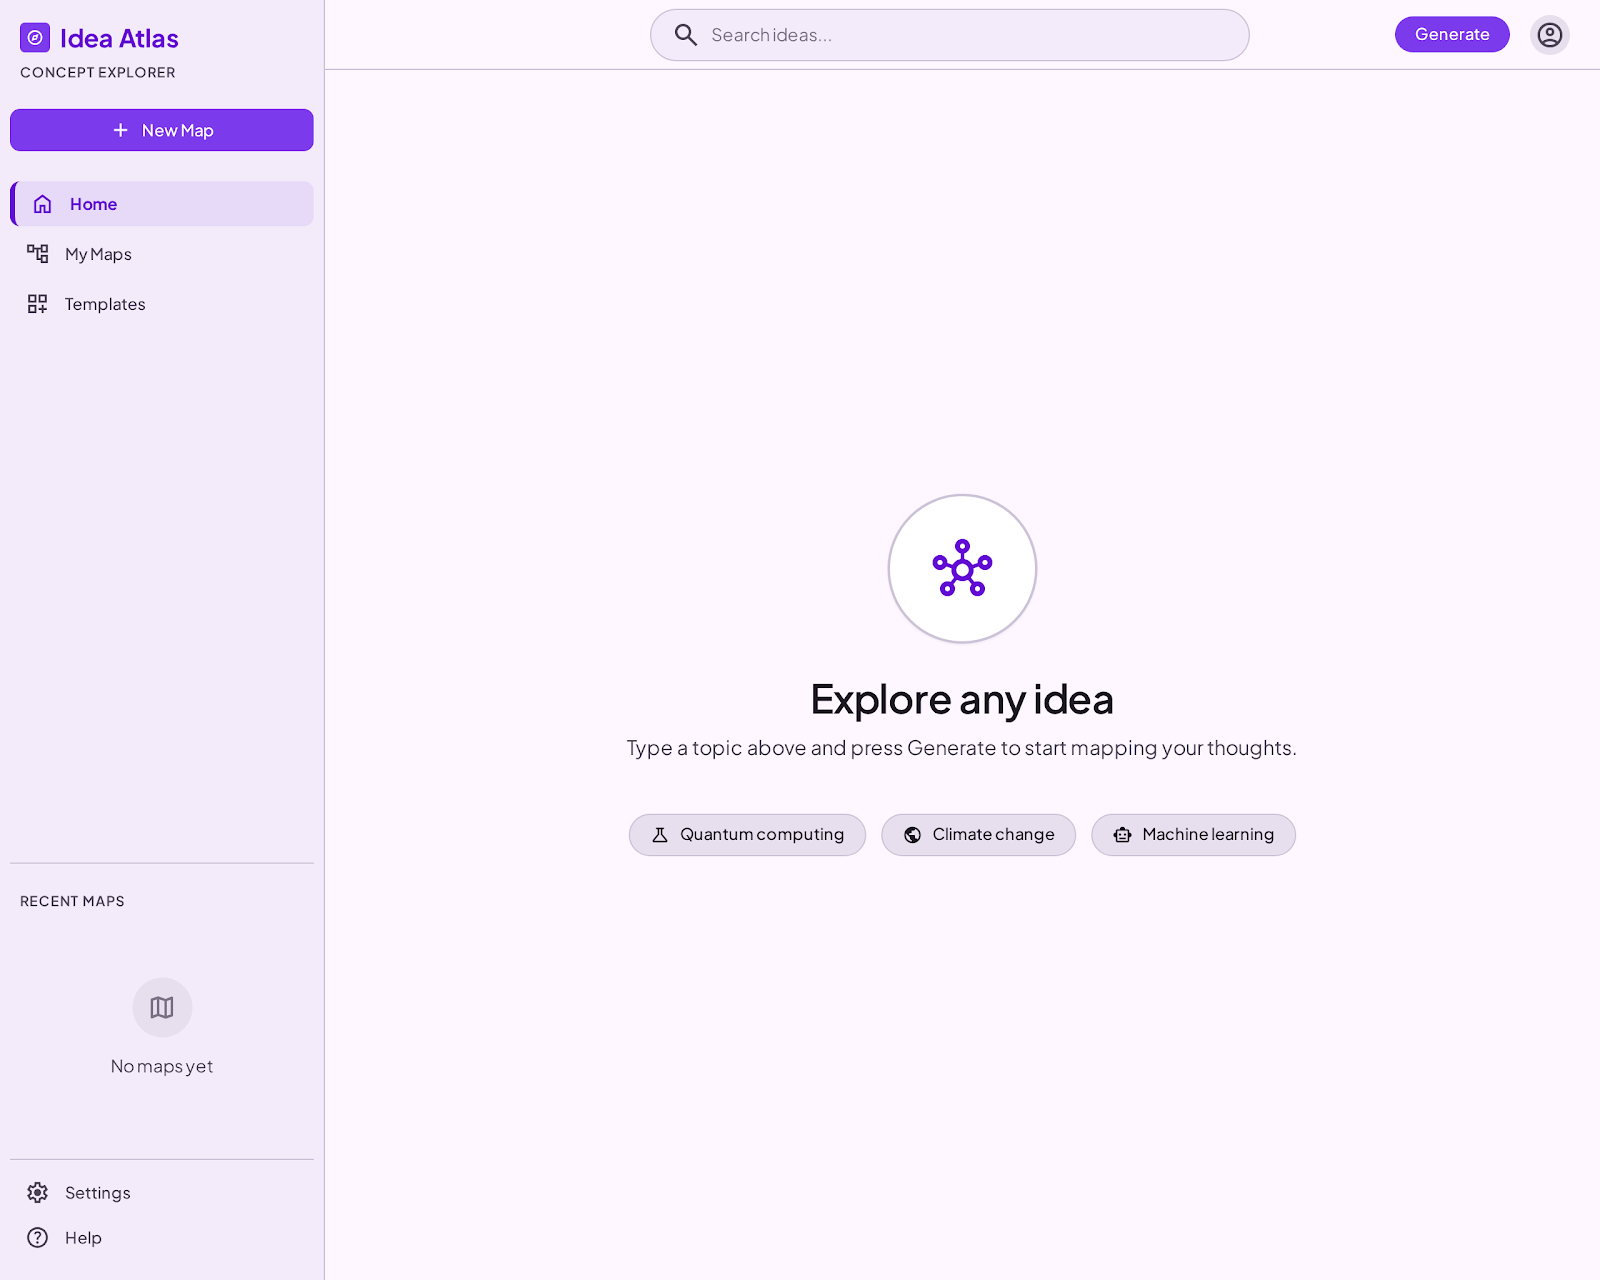 Idea Atlas
CONCEPT EXPLORER
New Map
Home
My Maps
Templates
RECENT MAPS
No maps yet
Settings
Help
Search ideas...
Generate
Explore any idea
Type a topic above and press Generate to start mapping your thoughts.
Quantum computing
Climate change
Machine learning